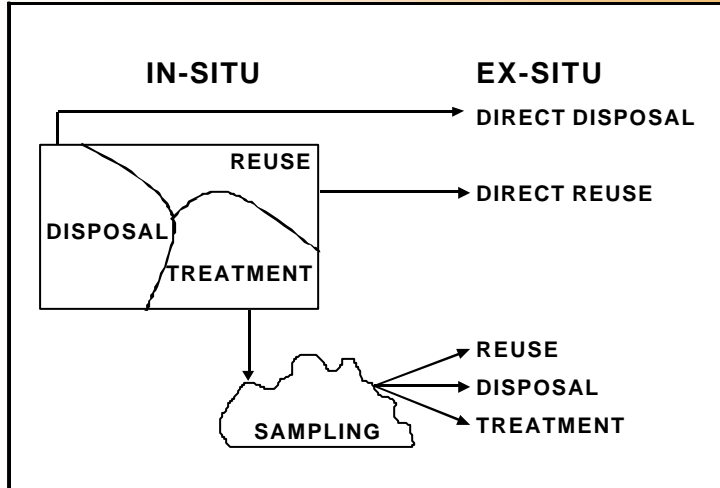 IN-SITU
EX-SITU
DIRECT DISPOSAL
REUSE
DIRECT REUSE
DISPOSAL
TREATMENT
REUSE
DISPOSAL
TREATMENT
SAMPLING